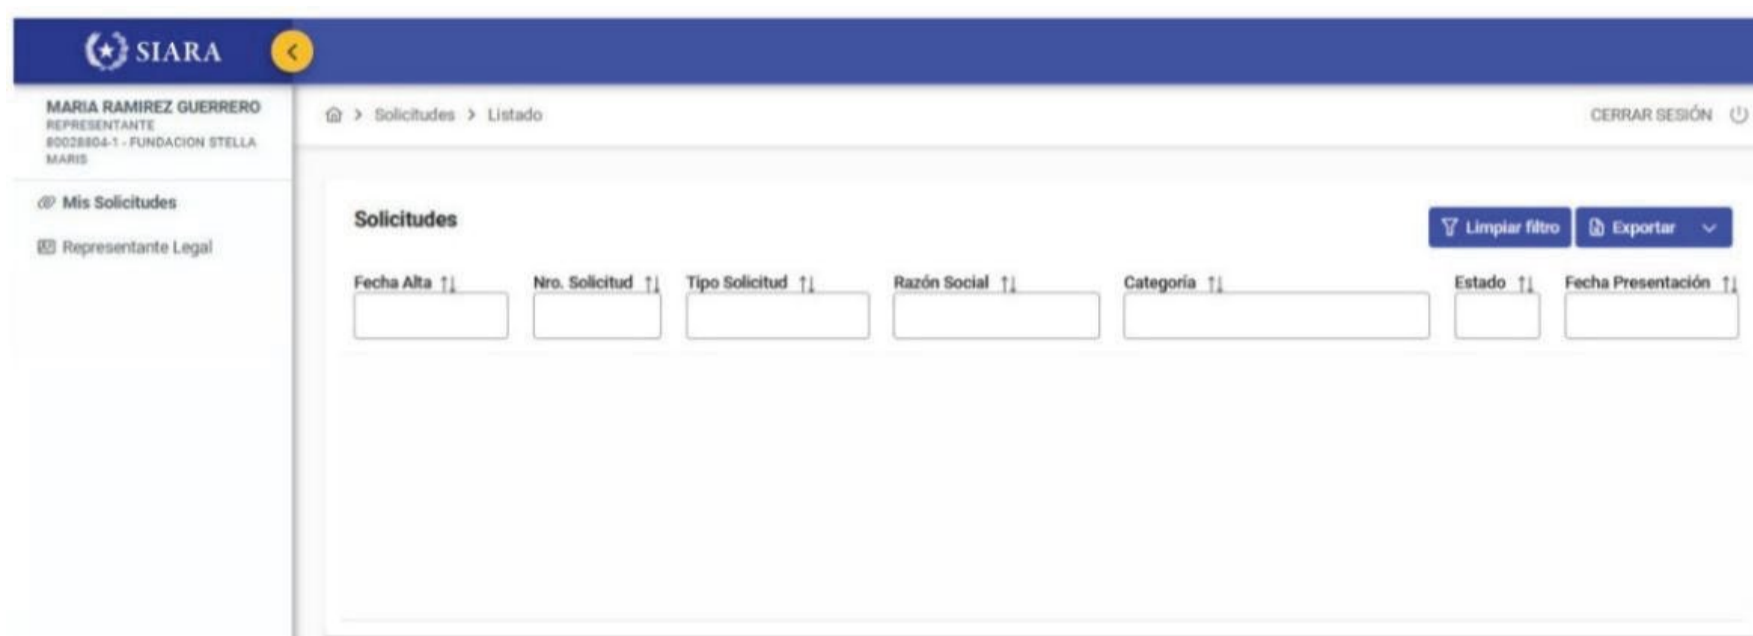 SIARA
MARIA RAMIREZ GUERRERO
REPRESENTANTE
80028804-1 - FUNDACION STELLA
MARIS
Mis Solicitudes
Representante Legal
Solicitudes > Listado
CERRAR SESIÓN
Solicitudes
Limpiar filtro
Exportar
Fecha Alta Nro. Solicitud Tipo Solicitud Razón Social Categoría Estado Fecha Presentación